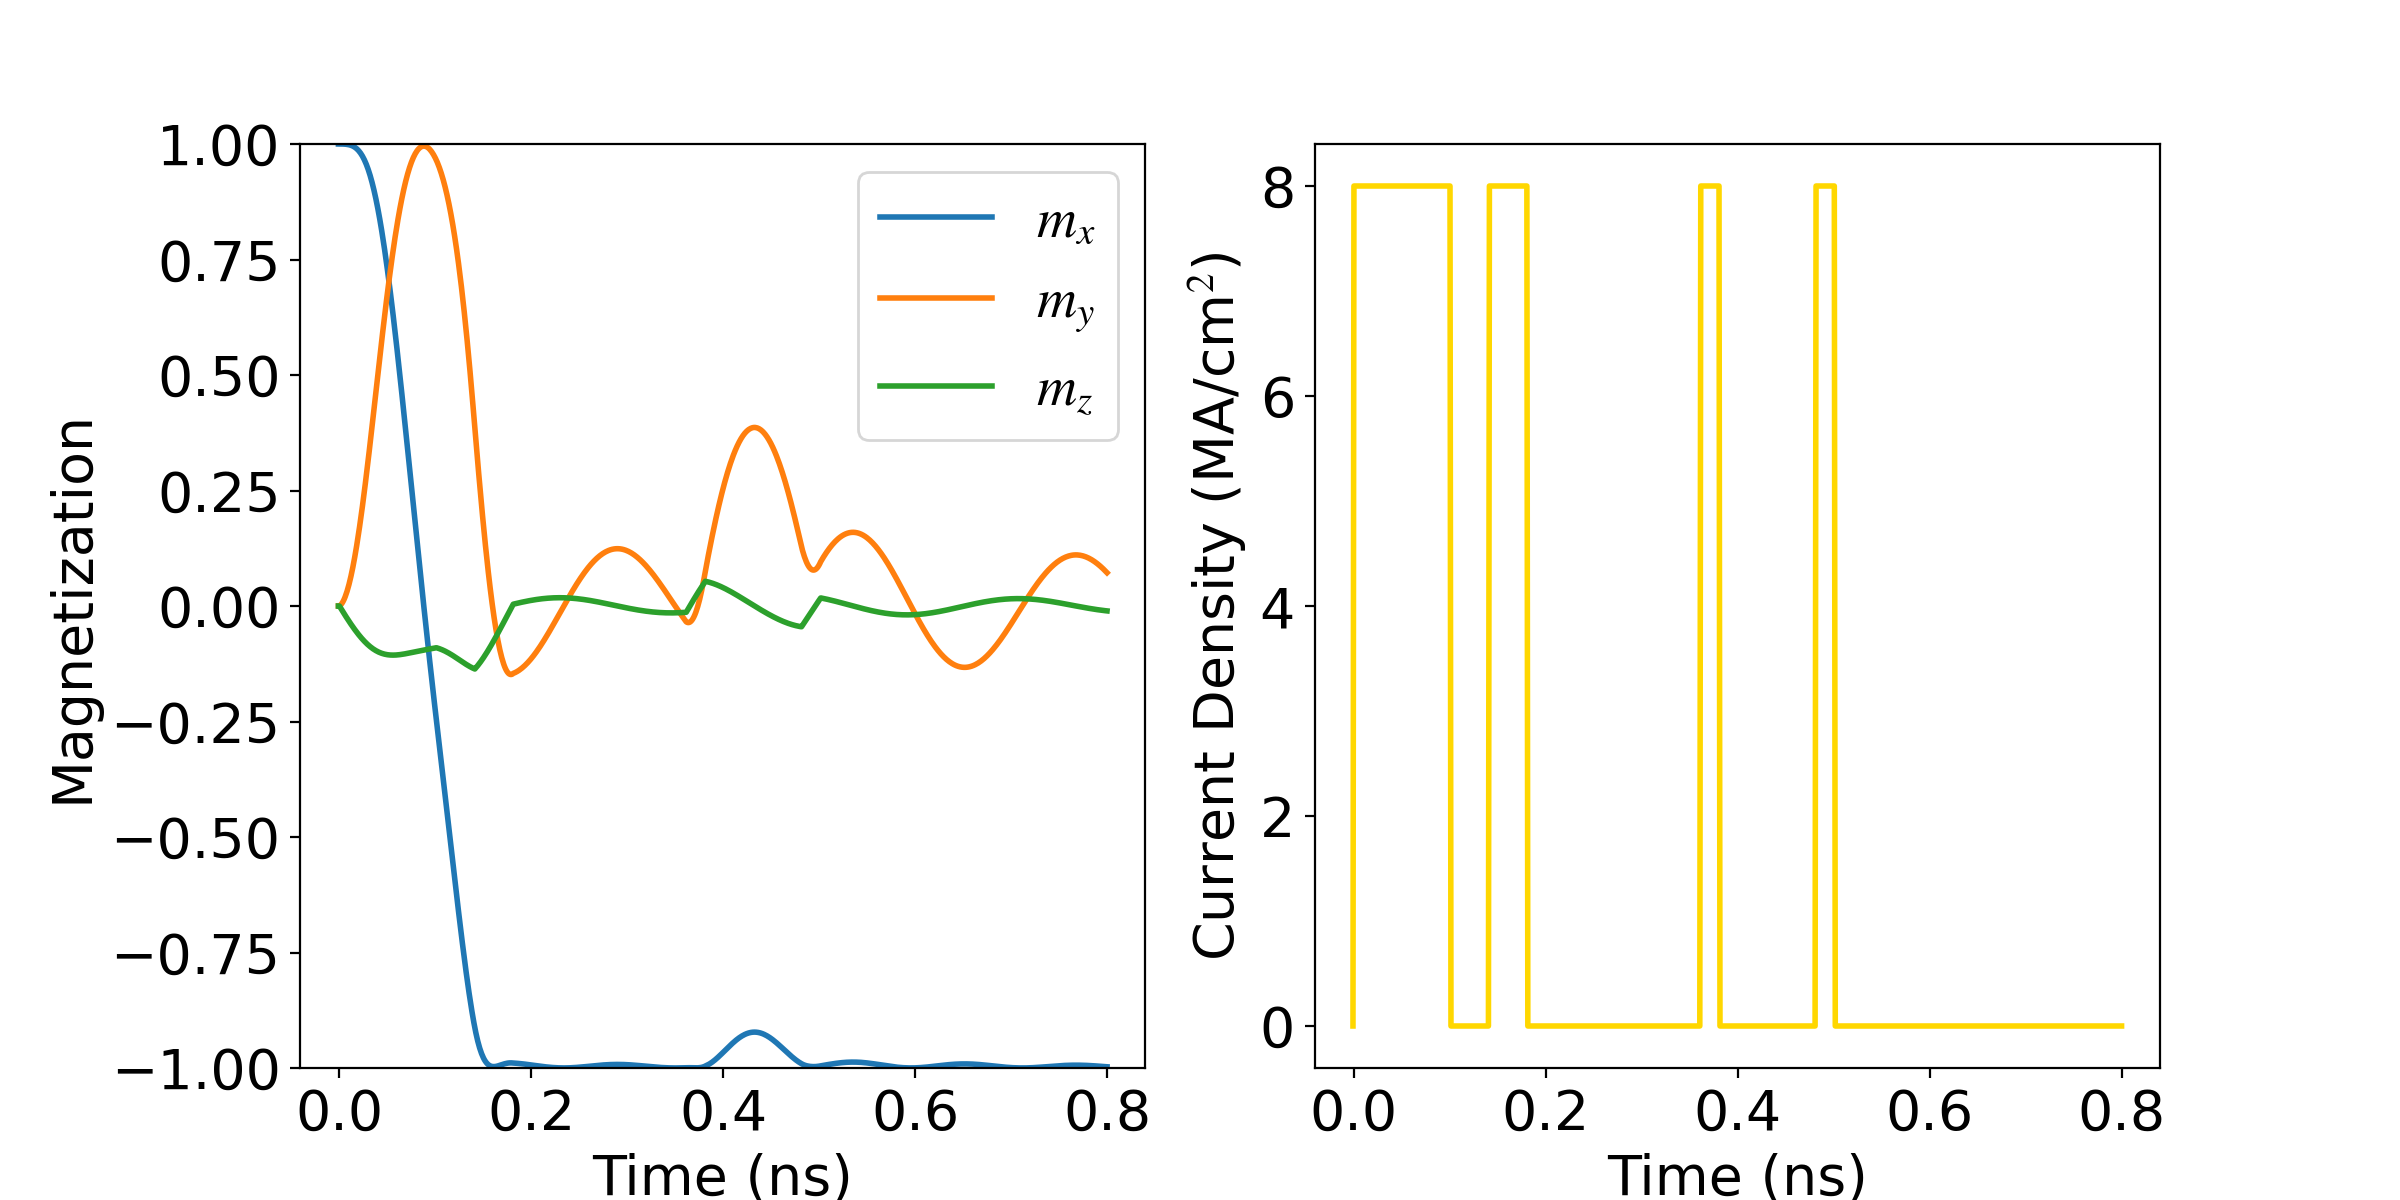 Magnetization
1.00
0.75
0.50
0.25
0.00
−0.25
−0.50
−0.75
−1.00
0.0 0.2 0.4 0.6 0.8
Time (ns)
m_x
m_y
m_z
Current Density (MA/cm²)
8
6
4
2
0
0.0 0.2 0.4 0.6 0.8
Time (ns)